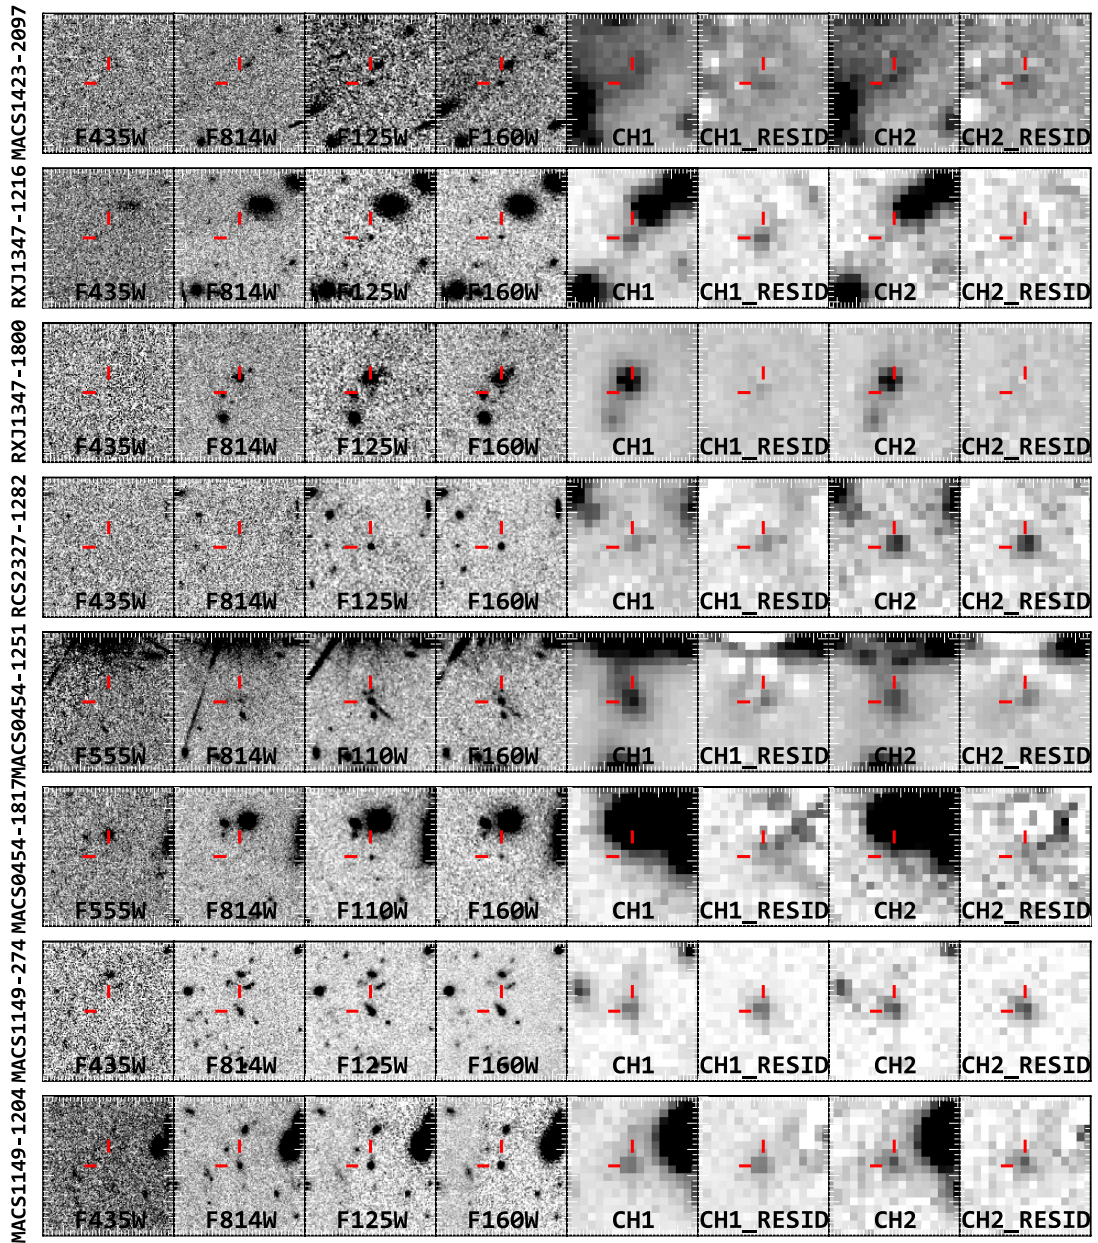 MACS1423-2097
F435W F814W F125W F160W CH1 CH1_RESID CH2 CH2_RESID
RXJ1347-1216
F435W F814W F125W F160W CH1 CH1_RESID CH2 CH2_RESID
RXJ1347-1800
F435W F814W F125W F160W CH1 CH1_RESID CH2 CH2_RESID
RCS2327-1282
F435W F814W F125W F160W CH1 CH1_RESID CH2 CH2_RESID
MACS0454-1251
F555W F814W F110W F160W CH1 CH1_RESID CH2 CH2_RESID
MACS0454-1817
F555W F814W F110W F160W CH1 CH1_RESID CH2 CH2_RESID
MACS1149-274
F435W F814W F125W F160W CH1 CH1_RESID CH2 CH2_RESID
MACS1149-1204
F435W F814W F125W F160W CH1 CH1_RESID CH2 CH2_RESID